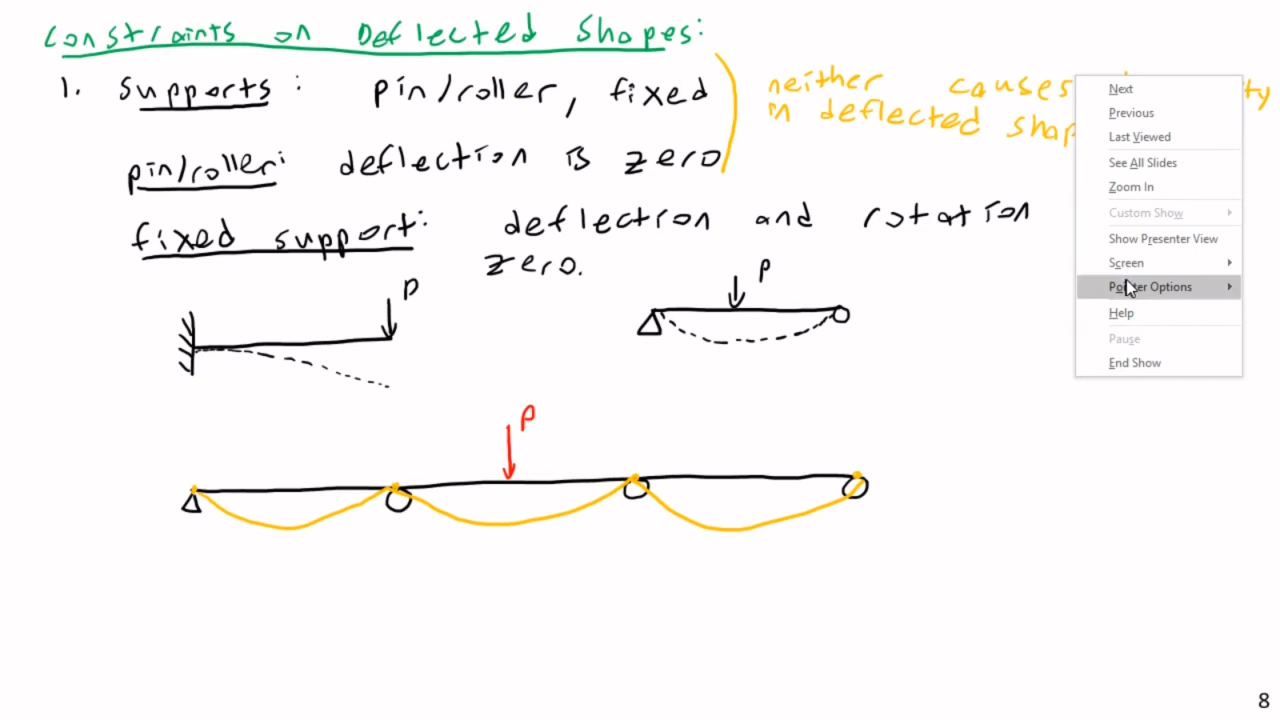 Constraints on Deflected Shapes:
1. Supports: pin/roller, fixed
neither causes
in deflected
pin/roller: deflection is zero
fixed support: deflection and rotation
zero.
P
P
P
Next
Previous
Last Viewed
See All Slides
Zoom In
Custom Show
Show Presenter View
Screen
Pointer Options
Help
Pause
End Show
8